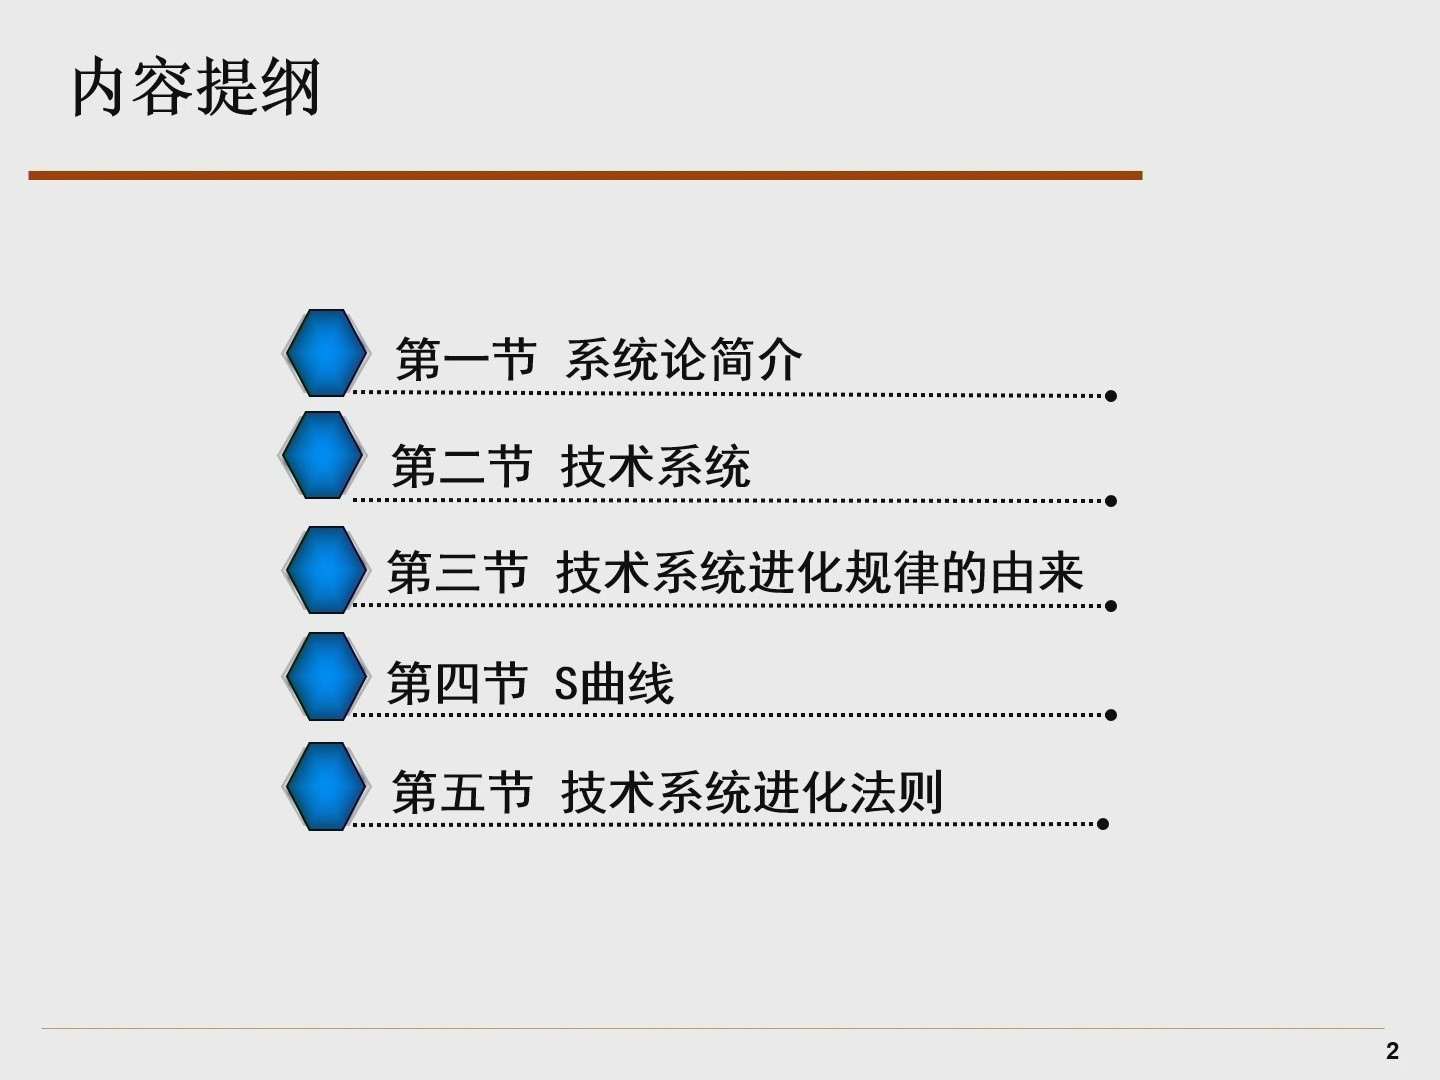 内容提纲
第一节 系统论简介
第二节 技术系统
第三节 技术系统进化规律的由来
第四节 S曲线
第五节 技术系统进化法则
2